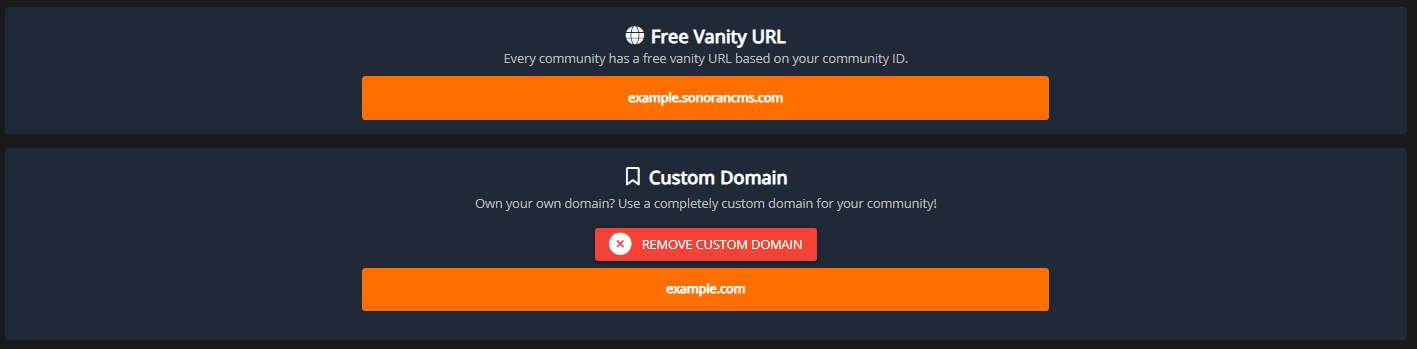 Free Vanity URL
Every community has a free vanity URL based on your community ID.
example.sonorancms.com
Custom Domain
Own your own domain? Use a completely custom domain for your community!
REMOVE CUSTOM DOMAIN
example.com